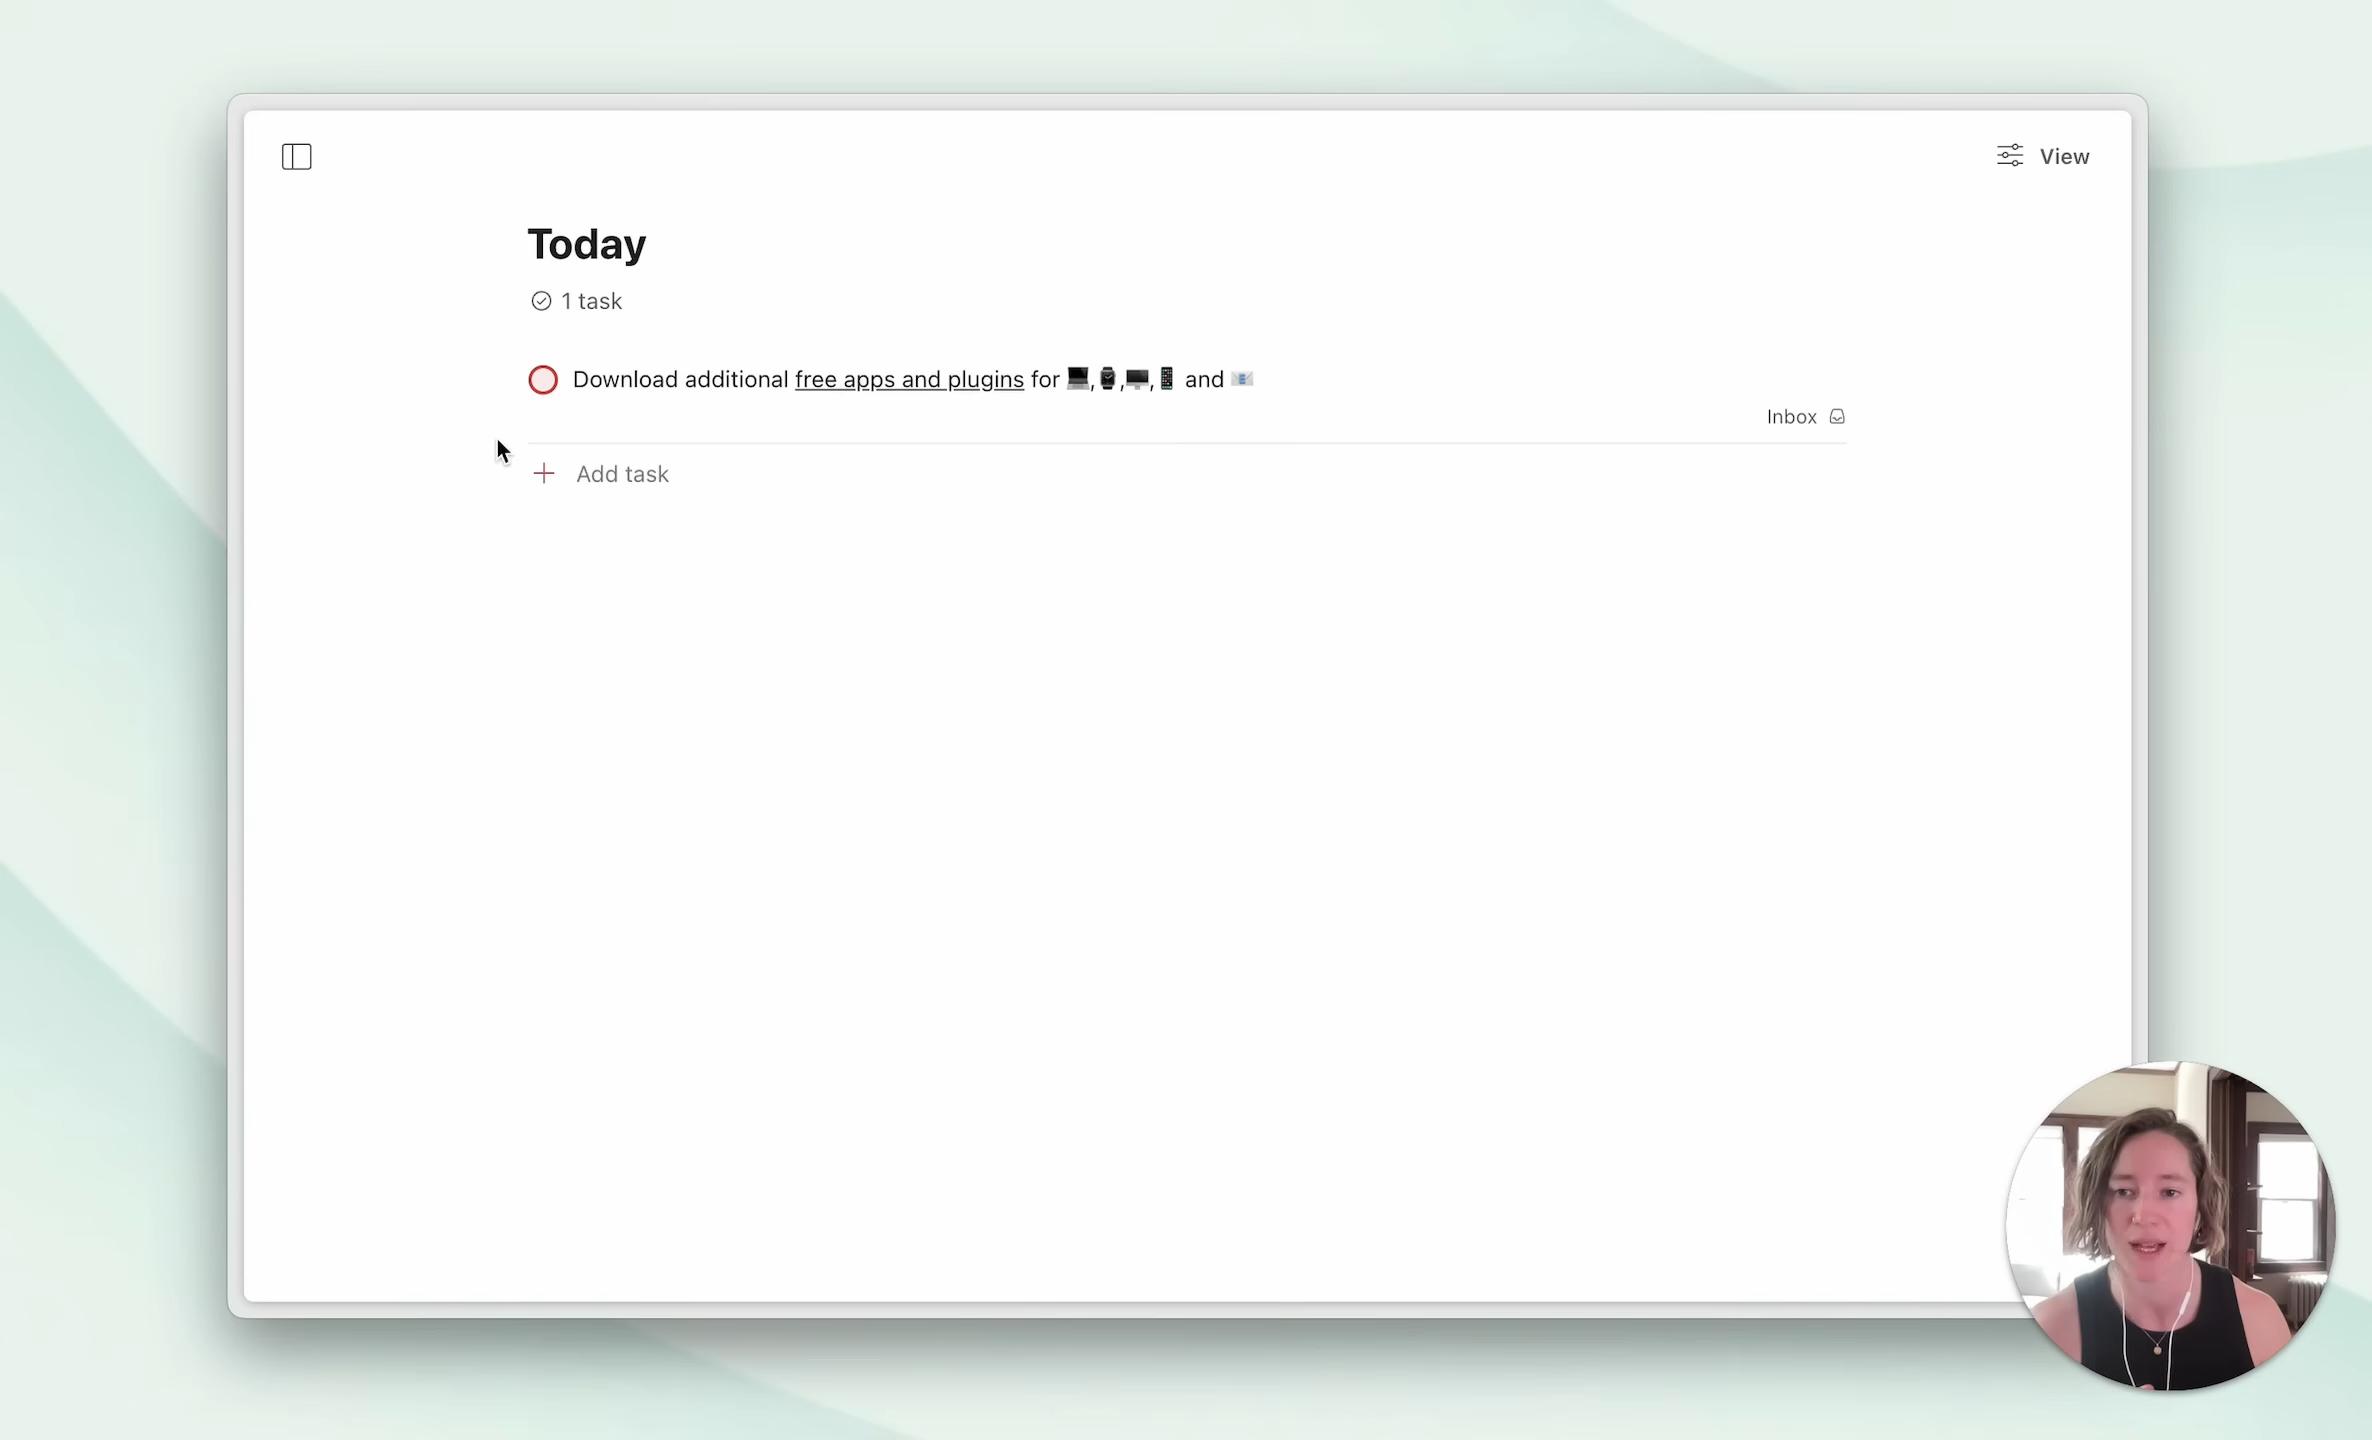 View
Today
1 task
Download additional free apps and plugins for 💻,⌚,🖥,📱 and 📧
Inbox
Add task